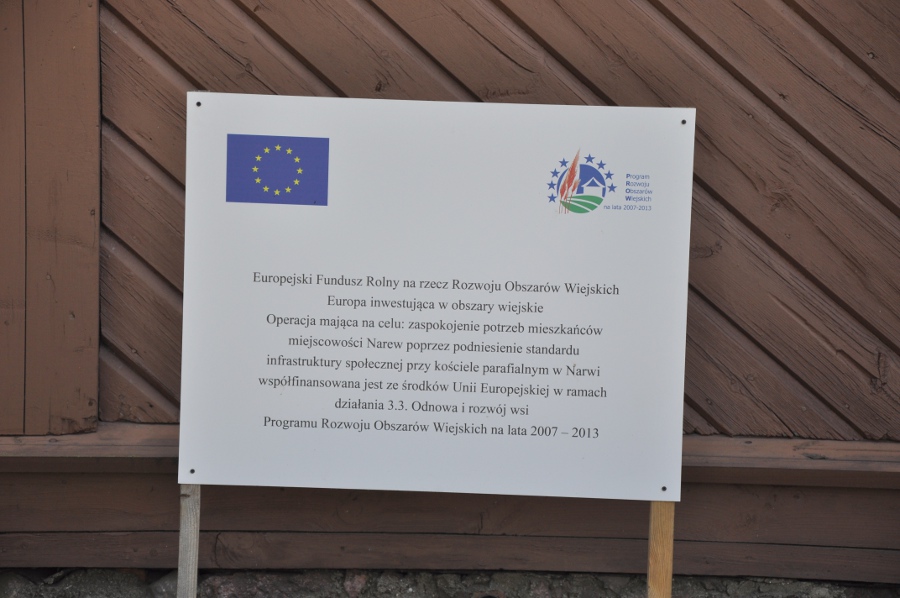 Program
Rozwoju
Obszarów
Wiejskich
na lata 2007-2013
Europejski Fundusz Rolny na rzecz Rozwoju Obszarów Wiejskich
Europa inwestująca w obszary wiejskie
Operacja mająca na celu: zaspokojenie potrzeb mieszkańców
miejscowości Narew poprzez podniesienie standardu
infrastruktury społecznej przy kościele parafialnym w Narwi
współfinansowana jest ze środków Unii Europejskiej w ramach
działania 3.3. Odnowa i rozwój wsi
Programu Rozwoju Obszarów Wiejskich na lata 2007 – 2013